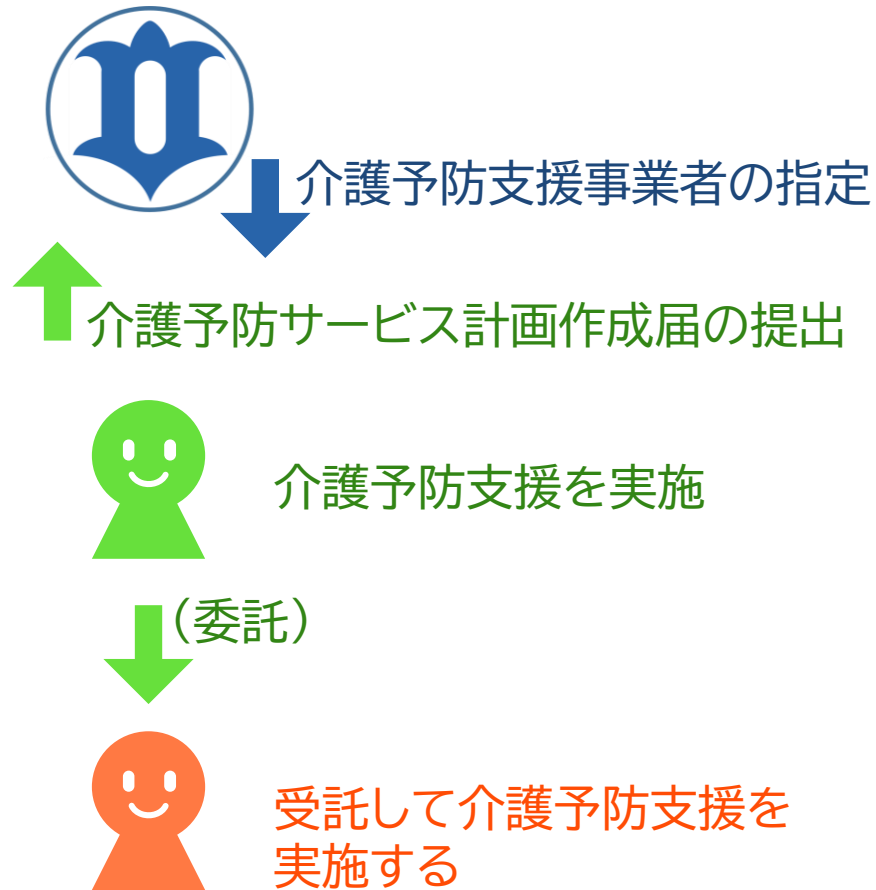 介護予防支援事業者の指定
介護予防サービス計画作成届の提出
介護予防支援を実施
（委託）
受託して介護予防支援を
実施する